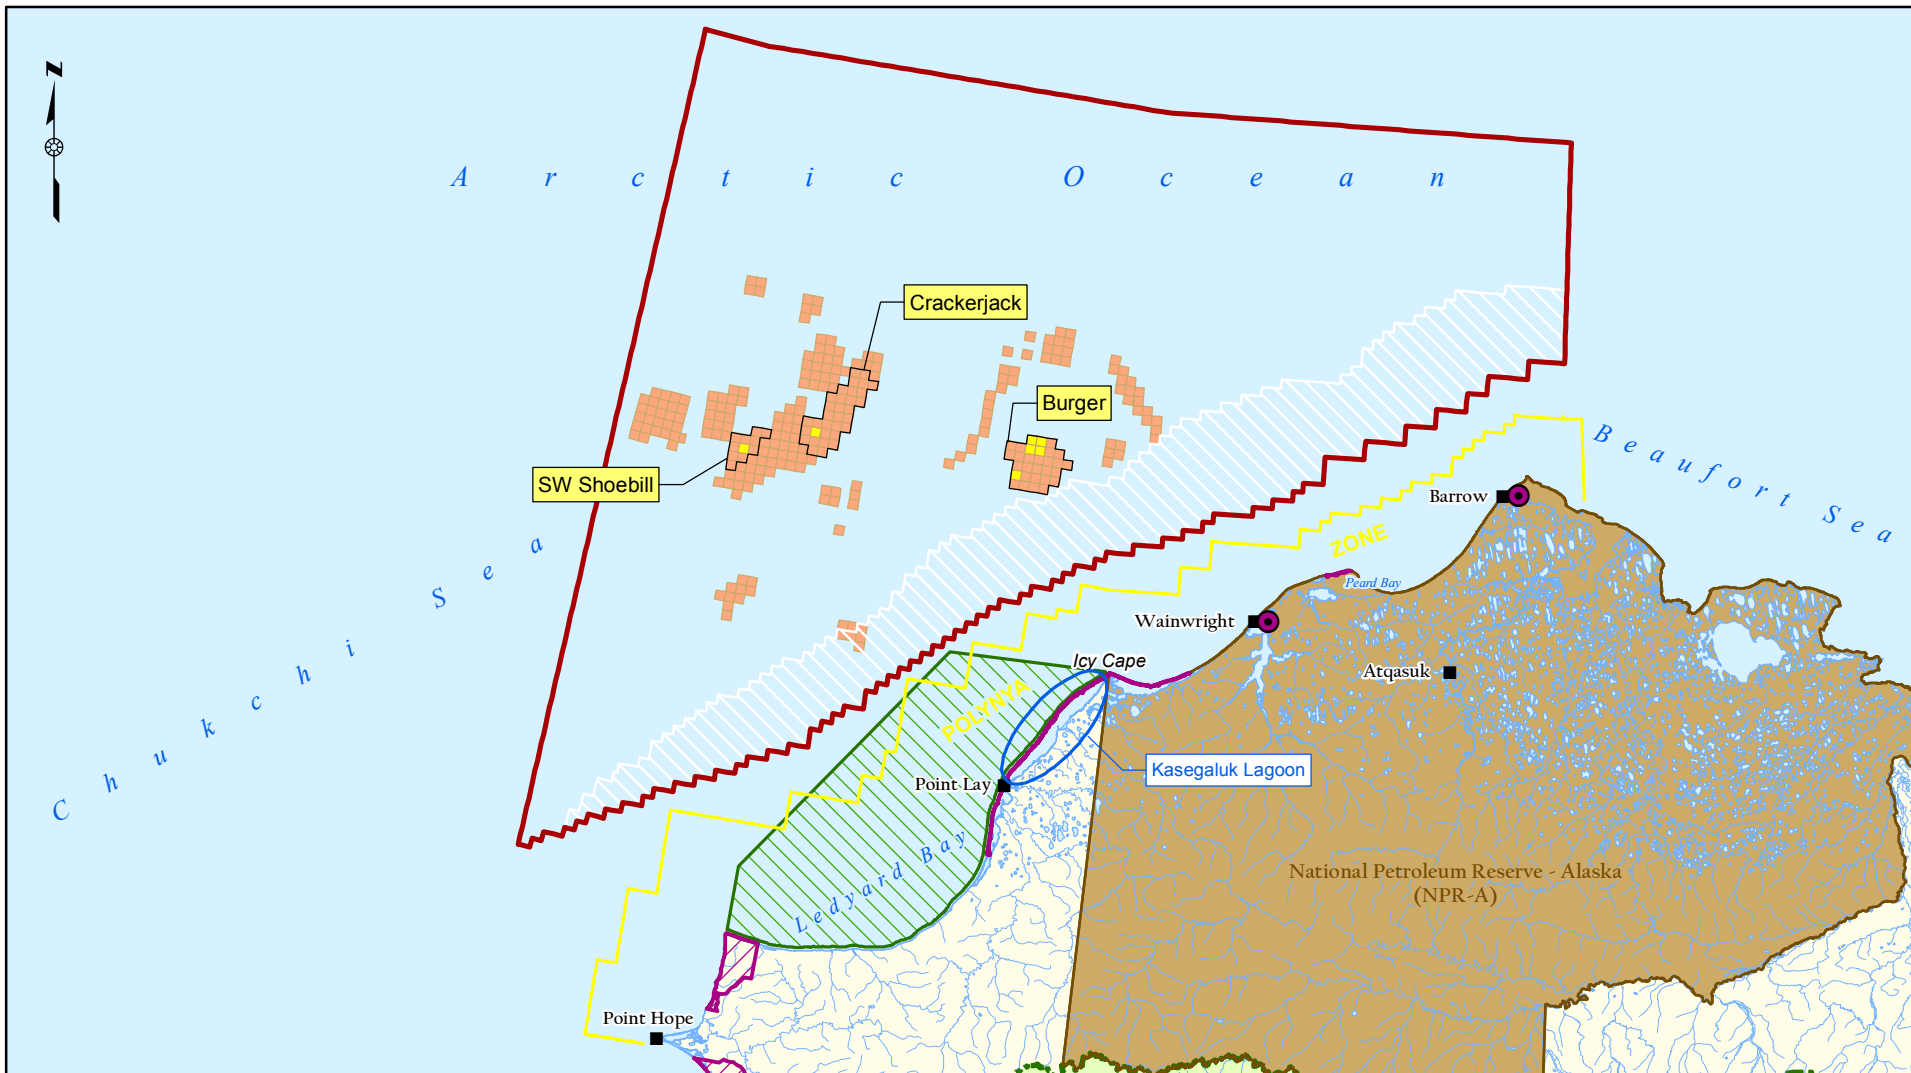 N
Arctic Ocean
Crackerjack
Burger
SW Shoebill
Beaufort Sea
Barrow
ZONE
Peard Bay
Chukchi Sea
Wainwright
Icy Cape
Atqasuk
POLYNYA
Kasegaluk Lagoon
Point Lay
Ledyard Bay
National Petroleum Reserve - Alaska
(NPR-A)
Point Hope